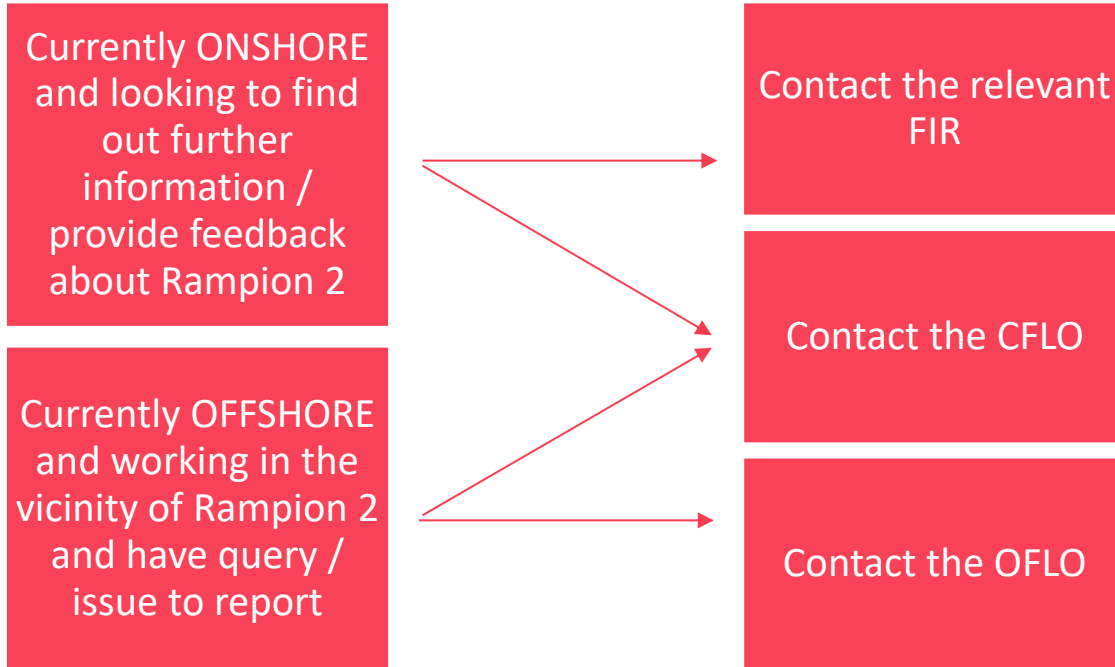 Currently ONSHORE
and looking to find
out further
information /
provide feedback
about Rampion 2
Currently OFFSHORE
and working in the
vicinity of Rampion 2
and have query /
issue to report
Contact the relevant
FIR
Contact the CFLO
Contact the OFLO